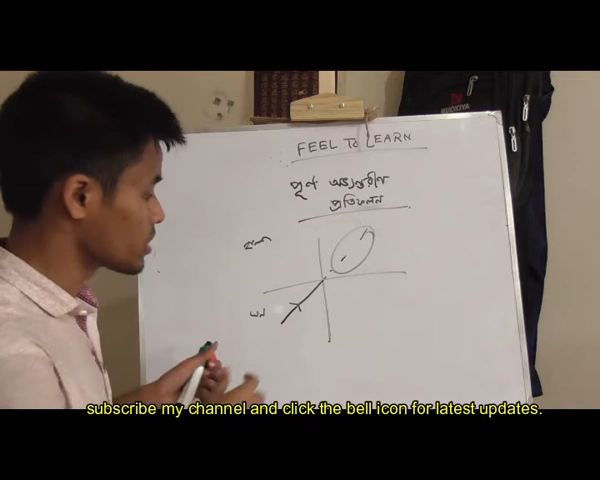 FEEL To LEARN
পূর্ণ অভ্যন্তরীণ
প্রতিফলন
হাল্কা
ঘন
subscribe my channel and click the bell icon for latest updates.